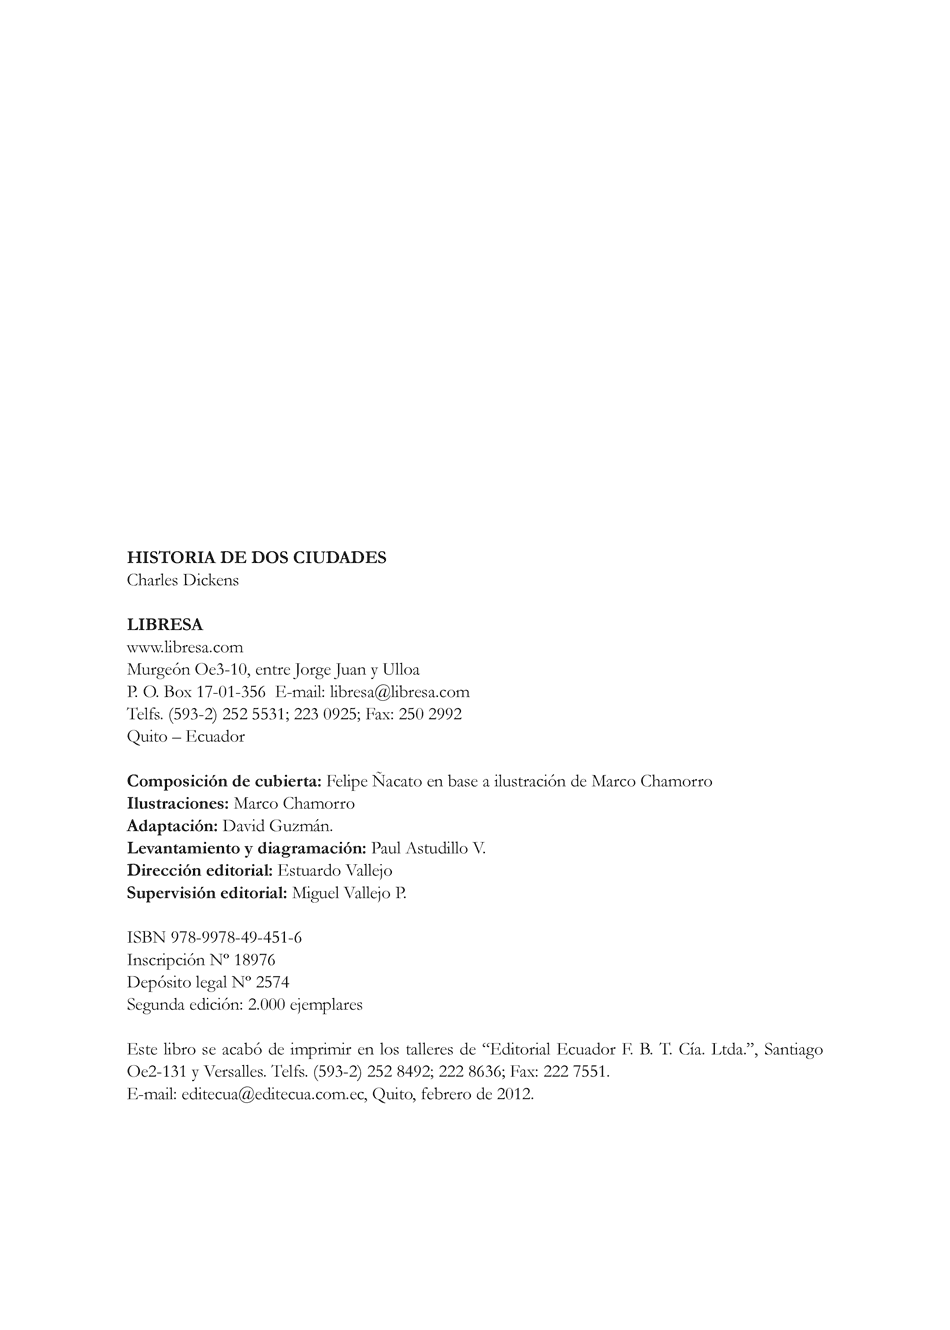 HISTORIA DE DOS CIUDADES
Charles Dickens
LIBRESA
www.libresa.com
Murgeón Oe3-10, entre Jorge Juan y Ulloa
P. O. Box 17-01-356  E-mail: libresa@libresa.com
Telfs. (593-2) 252 5531; 223 0925; Fax: 250 2992
Quito – Ecuador
Composición de cubierta: Felipe Ñacato en base a ilustración de Marco Chamorro
Ilustraciones: Marco Chamorro
Adaptación: David Guzmán.
Levantamiento y diagramación: Paul Astudillo V.
Dirección editorial: Estuardo Vallejo
Supervisión editorial: Miguel Vallejo P.
ISBN 978-9978-49-451-6
Inscripción Nº 18976
Depósito legal Nº 2574
Segunda edición: 2.000 ejemplares
Este libro se acabó de imprimir en los talleres de “Editorial Ecuador F. B. T. Cía. Ltda.”, Santiago
Oe2-131 y Versalles. Telfs. (593-2) 252 8492; 222 8636; Fax: 222 7551.
E-mail: editecua@editecua.com.ec, Quito, febrero de 2012.